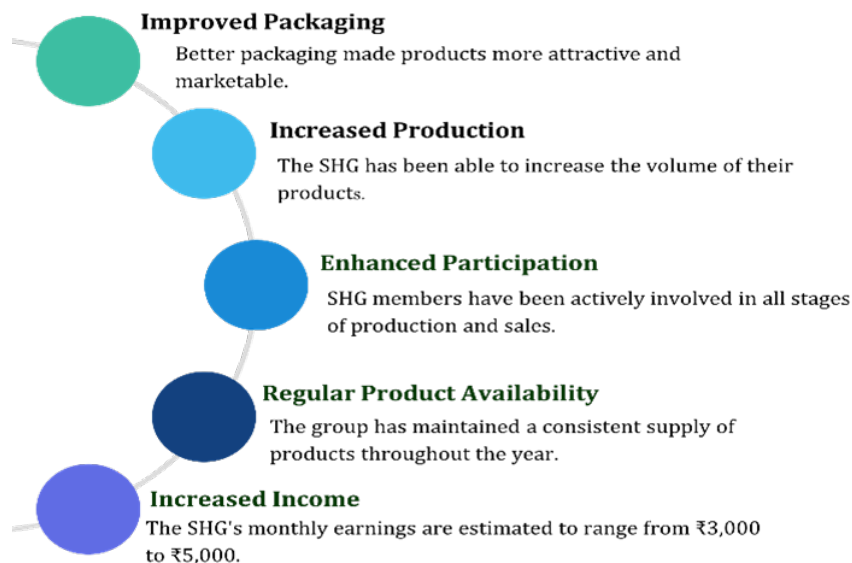 Improved Packaging
Better packaging made products more attractive and
marketable.
Increased Production
The SHG has been able to increase the volume of their
products.
Enhanced Participation
SHG members have been actively involved in all stages
of production and sales.
Regular Product Availability
The group has maintained a consistent supply of
products throughout the year.
Increased Income
The SHG's monthly earnings are estimated to range from ₹3,000
to ₹5,000.